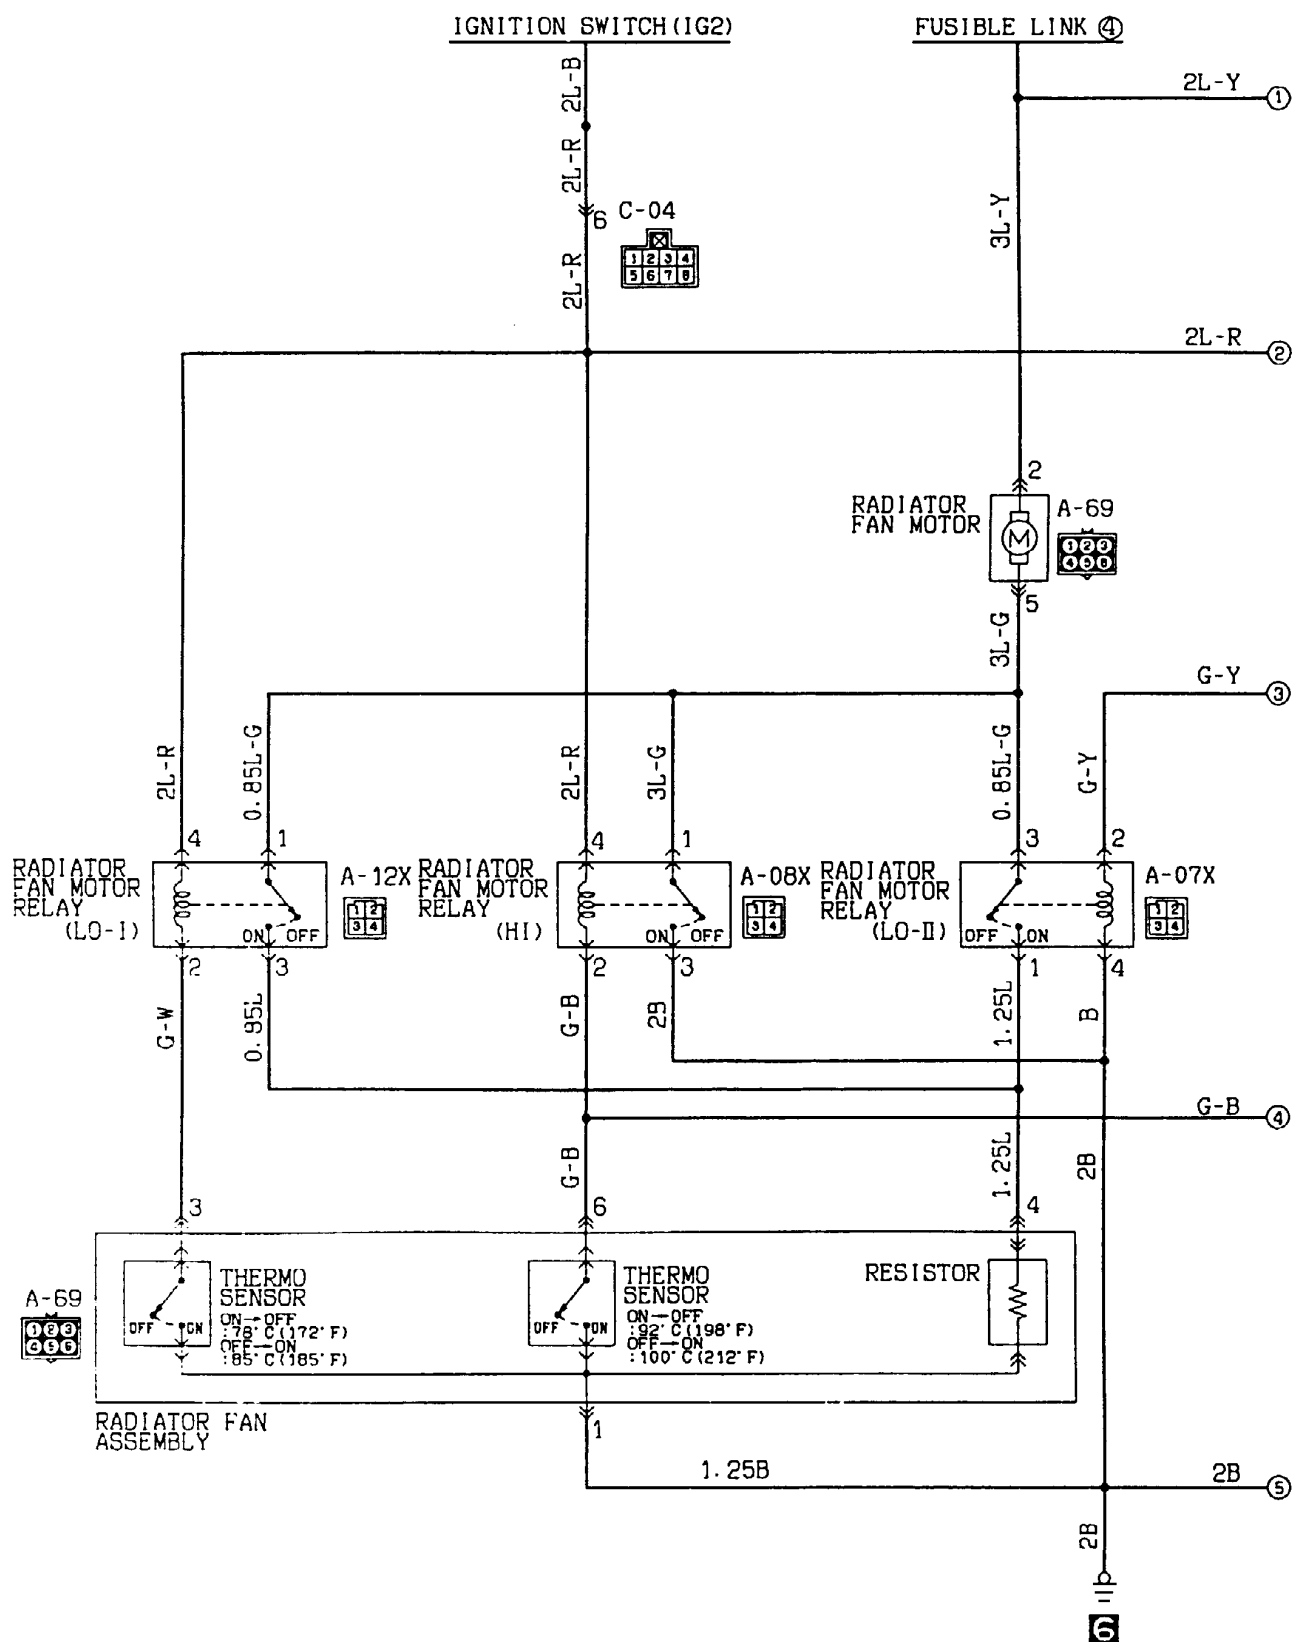 IGNITION SWITCH(IG2)
FUSIBLE LINK ④
2L-B
2L-Y
①
2L-R
6
C-04
1 2 3 4
5 6 7 8
3L-Y
2L-R
2L-R
②
2
RADIATOR
FAN MOTOR
M
A-69
1 2 3
4 5 6
5
3L-G
G-Y
③
2L-R
0.85L-G
2L-R
3L-G
0.85L-G
G-Y
4
1
4
1
3
2
RADIATOR
FAN MOTOR
RELAY
(LO-I)
ON OFF
A-12X
1 2
3 4
RADIATOR
FAN MOTOR
RELAY
(HI)
ON OFF
A-08X
1 2
3 4
RADIATOR
FAN MOTOR
RELAY
(LO-II)
OFF ON
A-07X
1 2
3 4
2
3
2
3
1
4
G-W
0.85L
G-B
2B
1.25L
B
G-B
④
G-B
1.25L
2B
3
6
4
A-69
1 2 3
4 5 6
OFF ON
THERMO
SENSOR
ON→OFF
:78°C(172°F)
OFF→ON
:85°C(185°F)
OFF ON
THERMO
SENSOR
ON→OFF
:92°C(198°F)
OFF→ON
:100°C(212°F)
RESISTOR
RADIATOR FAN
ASSEMBLY
1
1.25B
2B
⑤
2B
6